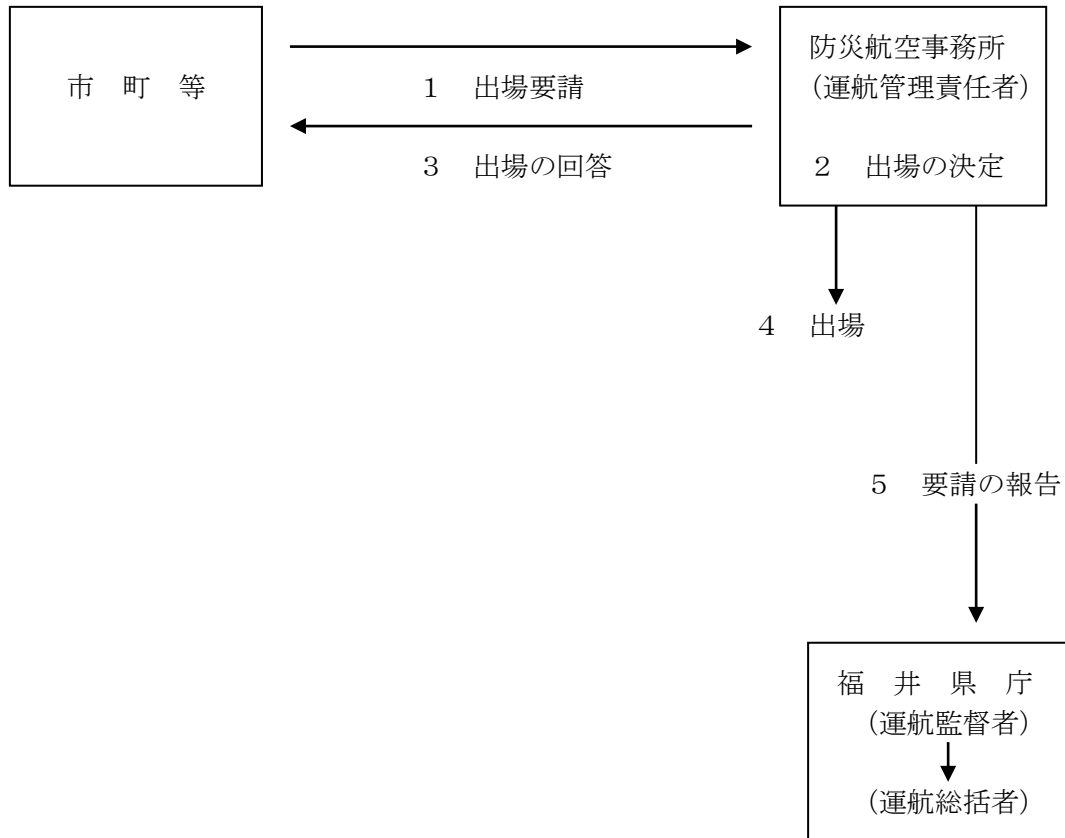 市　町　等
防災航空事務所
（運航管理責任者）
２　出場の決定
１　出場要請
３　出場の回答
４　出場
５　要請の報告
福　井　県　庁
（運航監督者）
（運航総括者）